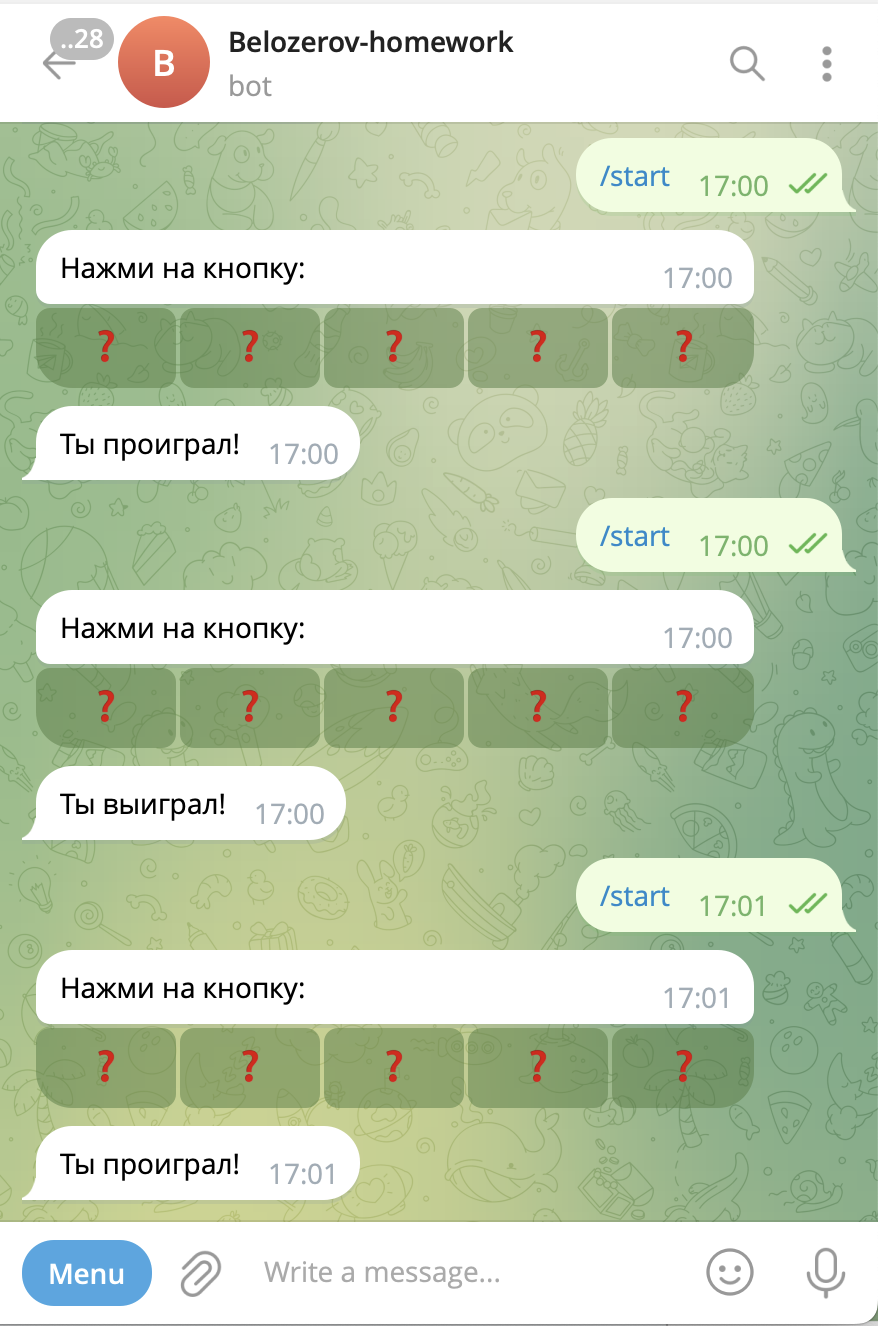 ..28
B
Belozerov-homework
bot
/start 17:00
Нажми на кнопку: 17:00
❓ ❓ ❓ ❓ ❓
Ты проиграл! 17:00
/start 17:00
Нажми на кнопку: 17:00
❓ ❓ ❓ ❓ ❓
Ты выиграл! 17:00
/start 17:01
Нажми на кнопку: 17:01
❓ ❓ ❓ ❓ ❓
Ты проиграл! 17:01
Menu Write a message...